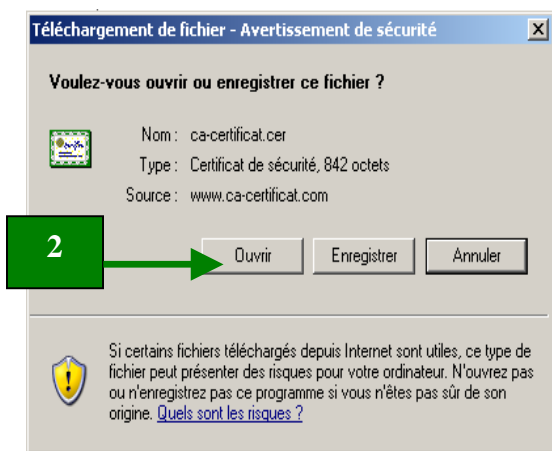 Téléchargement de fichier - Avertissement de sécurité
Voulez-vous ouvrir ou enregistrer ce fichier ?
Nom : ca-certificat.cer
Type : Certificat de sécurité, 842 octets
Source : www.ca-certificat.com
2
Ouvrir Enregistrer Annuler
Si certains fichiers téléchargés depuis Internet sont utiles, ce type de
fichier peut présenter des risques pour votre ordinateur. N'ouvrez pas
ou n'enregistrez pas ce programme si vous n'êtes pas sûr de son
origine. Quels sont les risques ?